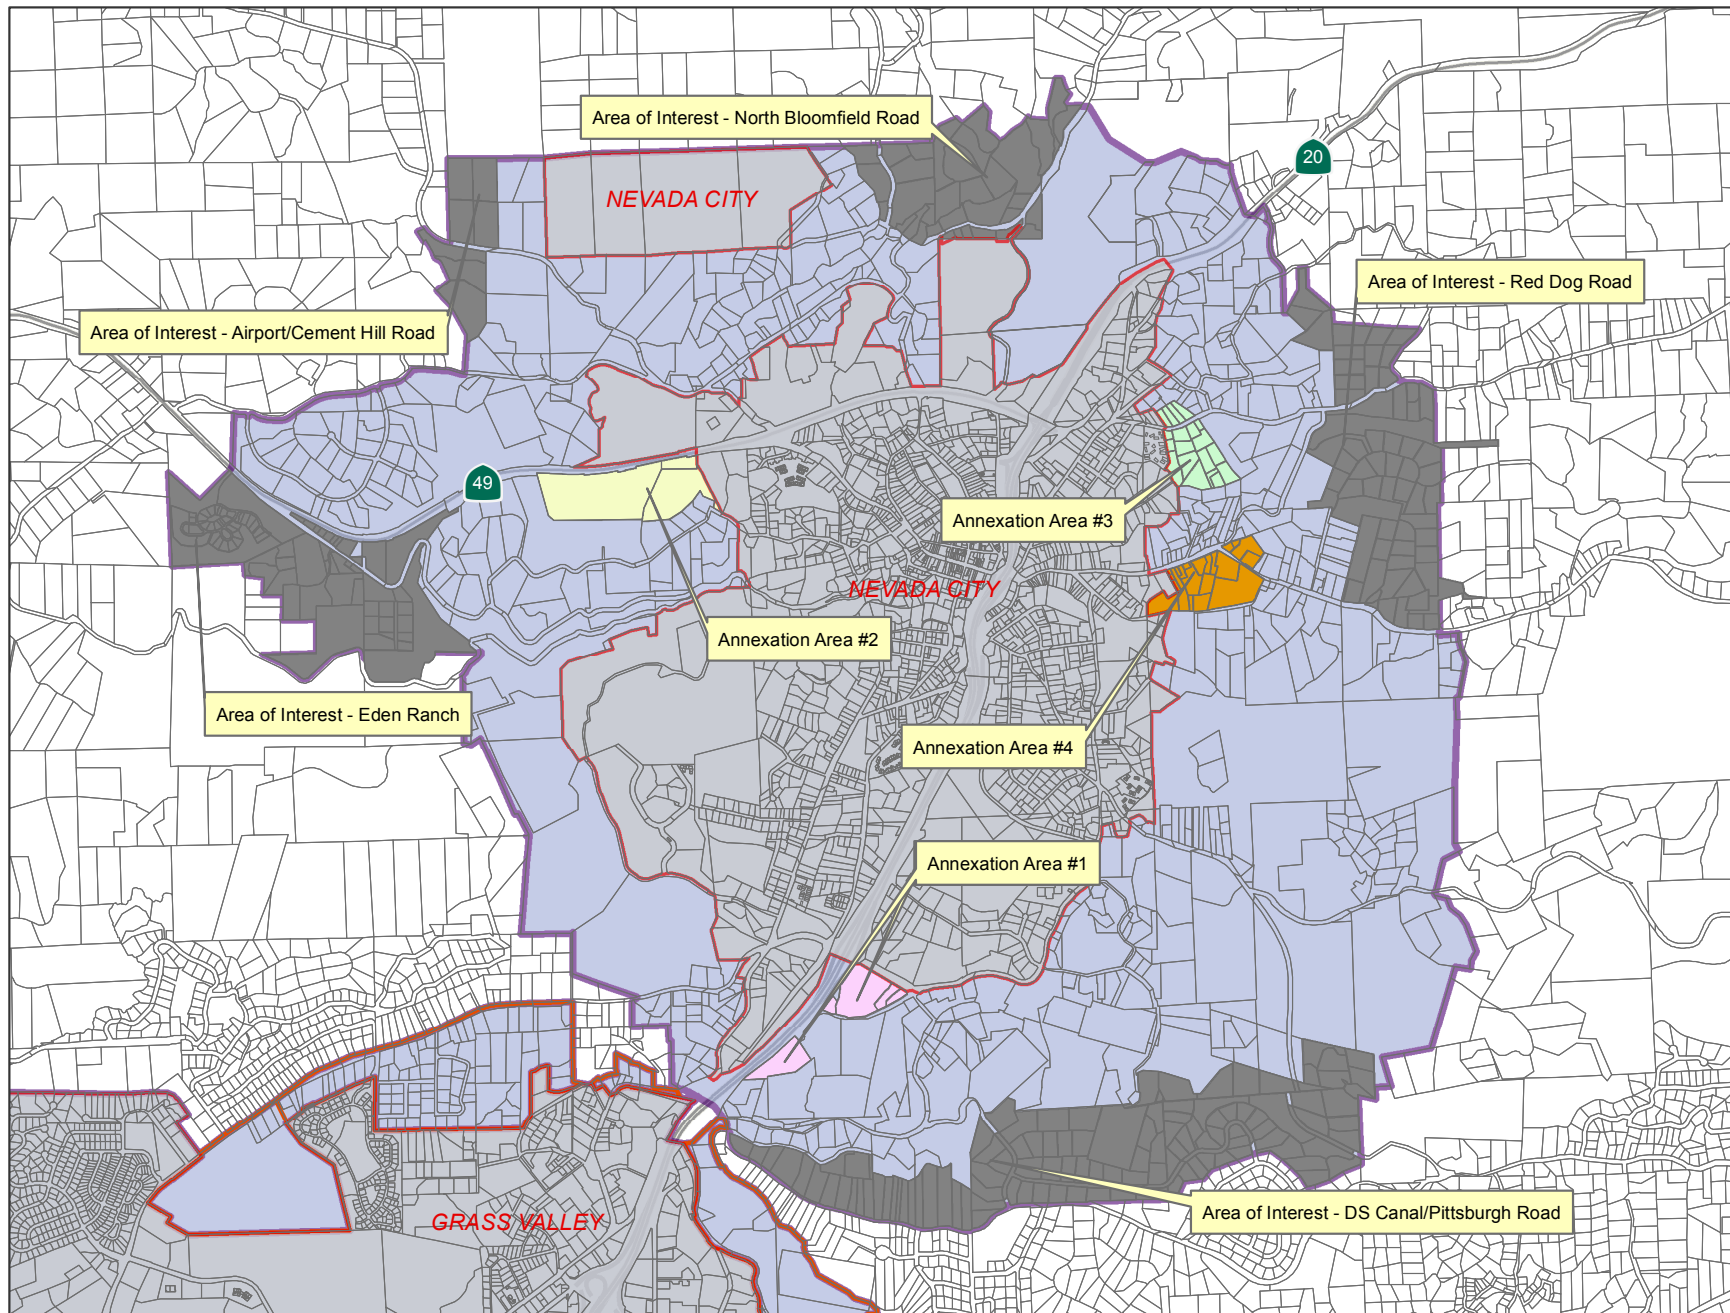 Area of Interest - North Bloomfield Road
20
NEVADA CITY
Area of Interest - Red Dog Road
Area of Interest - Airport/Cement Hill Road
49
Annexation Area #3
NEVADA CITY
Annexation Area #2
Area of Interest - Eden Ranch
Annexation Area #4
Annexation Area #1
Area of Interest - DS Canal/Pittsburgh Road
GRASS VALLEY